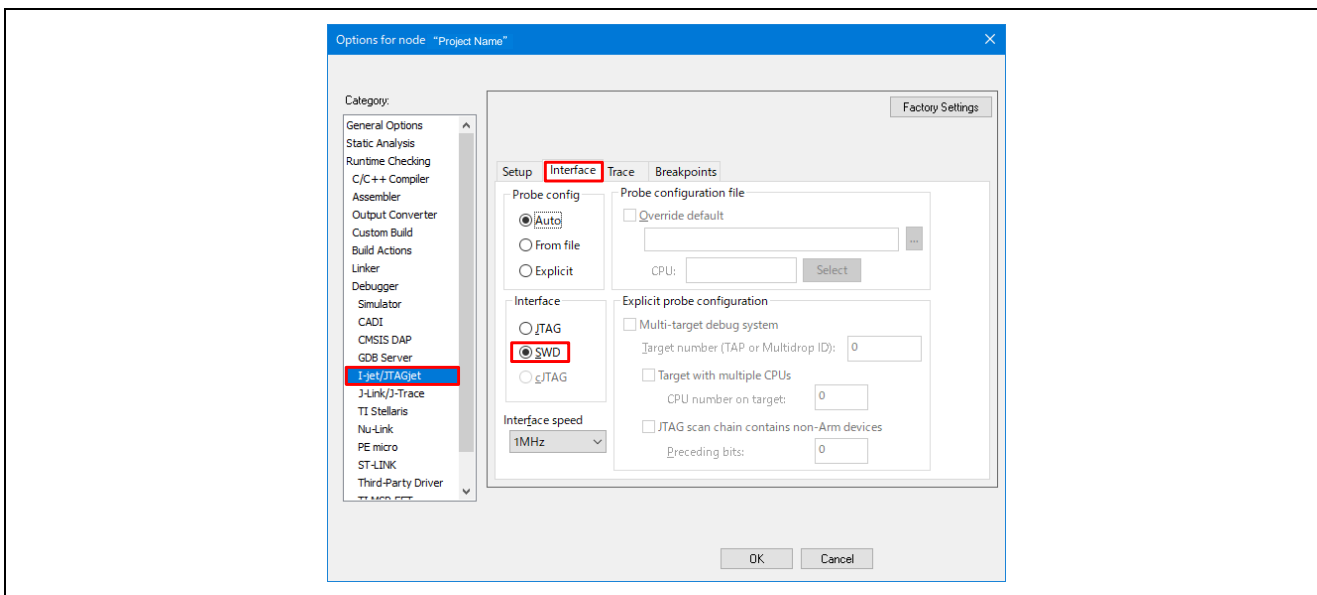 Options for node "Project Name"
Category:
Factory Settings
General Options
Static Analysis
Runtime Checking
C/C++ Compiler
Assembler
Output Converter
Custom Build
Build Actions
Linker
Debugger
Simulator
CADI
CMSIS DAP
GDB Server
I-jet/JTAGjet
J-Link/J-Trace
TI Stellaris
Nu-Link
PE micro
ST-LINK
Third-Party Driver
Setup Interface Trace Breakpoints
Probe config
Auto
From file
Explicit
Probe configuration file
Override default
...
CPU:
Select
Interface
JTAG
SWD
cJTAG
Interface speed
1MHz
Explicit probe configuration
Multi-target debug system
Target number (TAP or Multidrop ID): 0
Target with multiple CPUs
CPU number on target: 0
JTAG scan chain contains non-Arm devices
Preceding bits: 0
OK Cancel